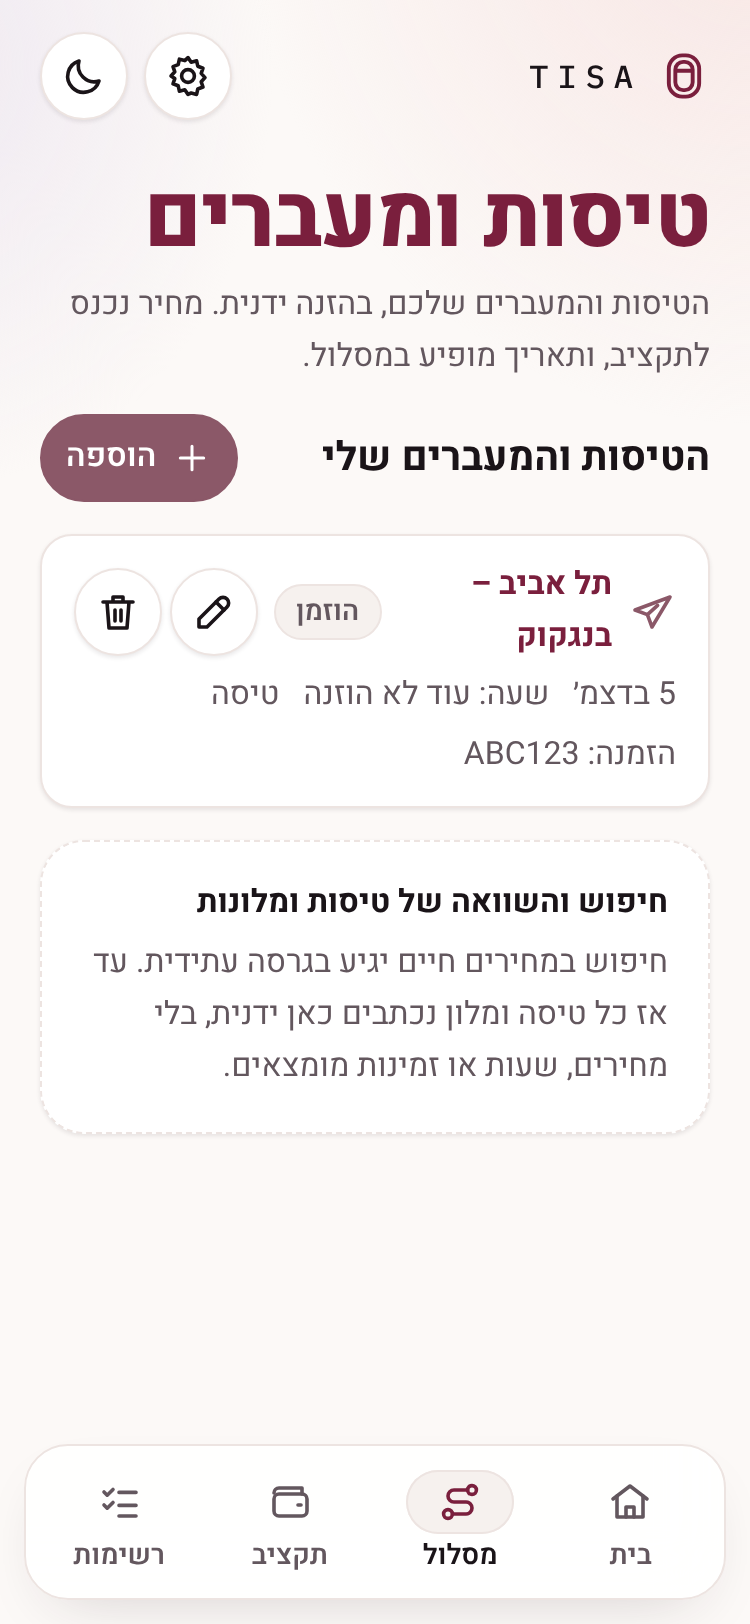 TISA
טיסות ומעברים
הטיסות והמעברים שלכם, בהזנה ידנית. מחיר נכנס
לתקציב, ותאריך מופיע במסלול.
הטיסות והמעברים שלי
הוספה
תל אביב –
בנגקוק
הוזמן
5 בדצמ׳ שעה: עוד לא הוזנה טיסה
הזמנה: ABC123
חיפוש והשוואה של טיסות ומלונות
חיפוש במחירים חיים יגיע בגרסה עתידית. עד
אז כל טיסה ומלון נכתבים כאן ידנית, בלי
מחירים, שעות או זמינות מומצאים.
בית
מסלול
תקציב
רשימות